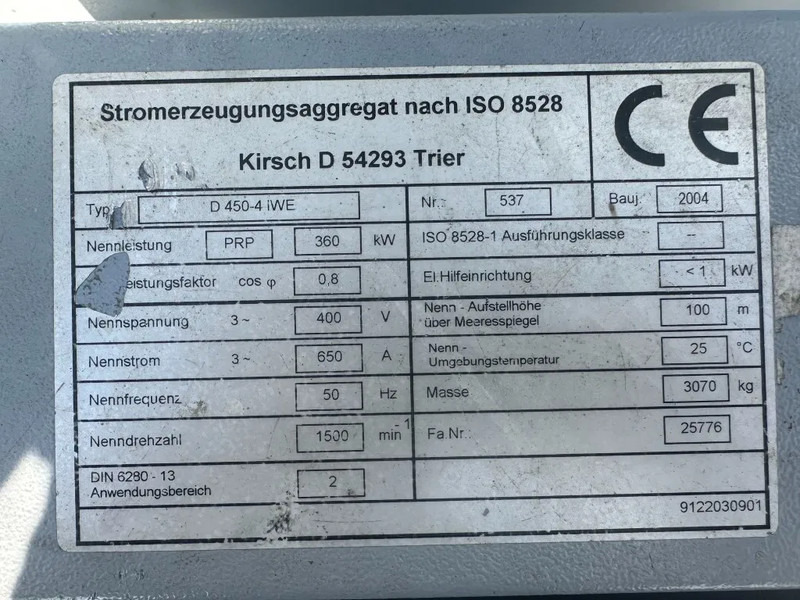 Stromerzeugungsaggregat nach ISO 8528
CE
Kirsch D 54293 Trier
Typ D 450-4 iWE Nr.: 537 Bauj. 2004
Nennleistung PRP 360 kW ISO 8528-1 Ausführungsklasse --
eistungsfaktor cos φ 0,8 El.Hilfeinrichtung < 1 kW
Nennspannung 3 ~ 400 V Nenn - Aufstellhöhe über Meeresspiegel 100 m
Nennstrom 3 ~ 650 A Nenn - Umgebungstemperatur 25 °C
Nennfrequenz 50 Hz Masse 3070 kg
Nenndrehzahl 1500 min-1 Fa.Nr.: 25776
DIN 6280 - 13
Anwendungsbereich 2
9122030901